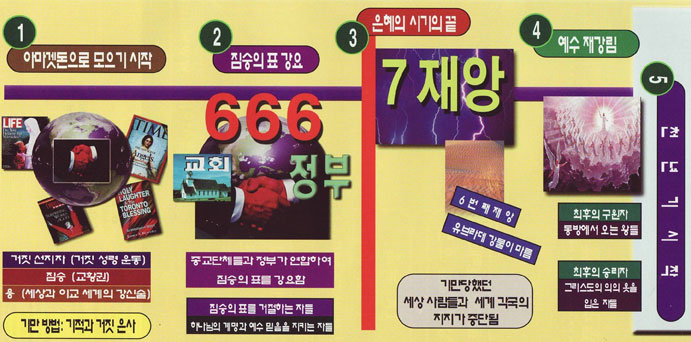 1
아마겟돈으로 모으기 시작
LIFE
TIME
HOLY
LAUGHTER
TORONTO
BLESSING
거짓 선지자 (거짓 성령 운동)
짐승 (교황권)
용 (세상과 이교 세계의 강신술)
기만 방법: 기적과 거짓 은사
2
짐승의 표 강요
666
교회
정부
종교단체들과 정부가 연합하여
짐승의 표를 강요함
짐승의 표를 거절하는 자들
하나님의 계명과 예수 믿음을 지키는 자들
3
은혜의 시기의 끝
7 재앙
6 번째 재앙
유브라데 강물이 마름
기만당했던
세상 사람들과 세계 각국의
지지가 중단됨
4
예수 재강림
최후의 구원자
동방에서 오는 왕들
최후의 승리자
그리스도의 의의 옷을
입은 자들
5
천년기 시작